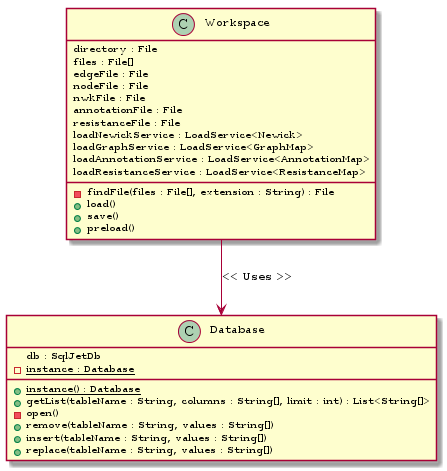 C Workspace
directory : File
files : File[]
edgeFile : File
nodeFile : File
nwkFile : File
annotationFile : File
resistanceFile : File
loadNewickService : LoadService<Newick>
loadGraphService : LoadService<GraphMap>
loadAnnotationService : LoadService<AnnotationMap>
loadResistanceService : LoadService<ResistanceMap>
findFile(files : File[], extension : String) : File
load()
save()
preload()
<< Uses >>
C Database
db : SqlJetDb
instance : Database
instance() : Database
getList(tableName : String, columns : String[], limit : int) : List<String[]>
open()
remove(tableName : String, values : String[])
insert(tableName : String, values : String[])
replace(tableName : String, values : String[])